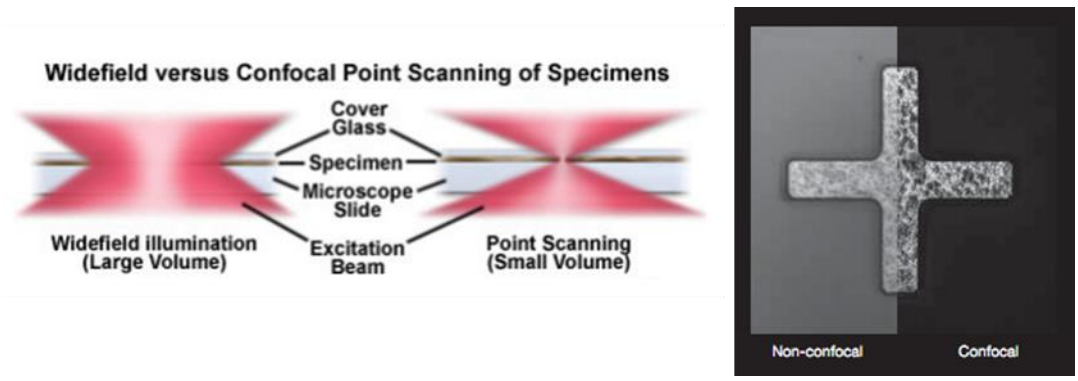 Widefield versus Confocal Point Scanning of Specimens
Cover
Glass
Specimen
Microscope
Slide
Excitation
Beam
Widefield illumination
(Large Volume)
Point Scanning
(Small Volume)
Non-confocal
Confocal